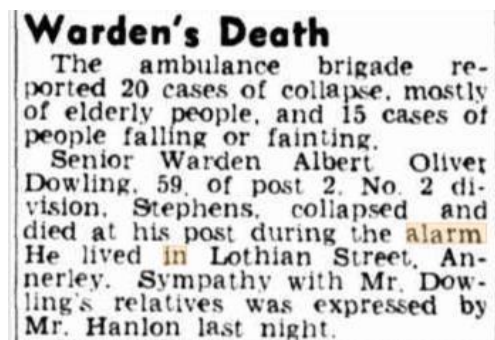 Warden's Death
The ambulance brigade re-
ported 20 cases of collapse, mostly
of elderly people, and 15 cases of
people falling or fainting.
Senior Warden Albert Oliver
Dowling, 59, of post 2, No. 2 di-
vision, Stephens, collapsed and
died at his post during the alarm
He lived in Lothian Street, An-
nerley. Sympathy with Mr. Dow-
ling's relatives was expressed by
Mr. Hanlon last night.